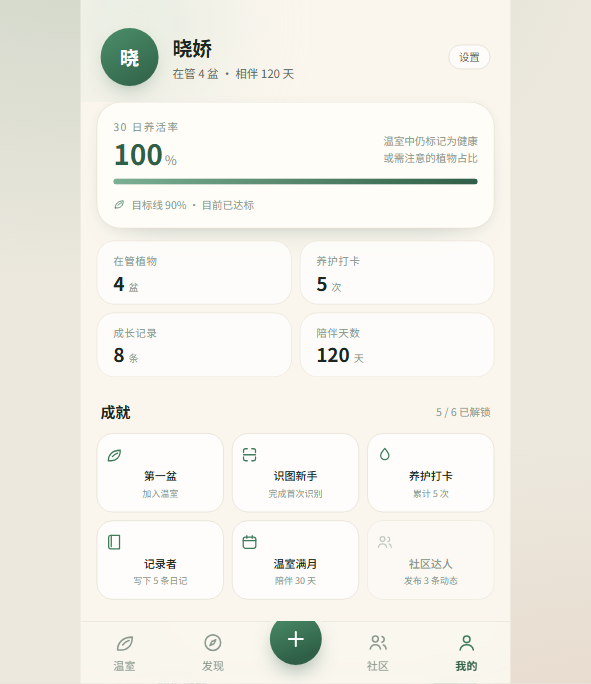 晓
晓娇
在管 4 盆 · 相伴 120 天
设置
30 日养活率
100 %
温室中仍标记为健康
或需注意的植物占比
目标线 90% · 目前已达标
在管植物
4 盆
养护打卡
5 次
成长记录
8 条
陪伴天数
120 天
成就
5 / 6 已解锁
第一盆
加入温室
识图新手
完成首次识别
养护打卡
累计 5 次
记录者
写下 5 条日记
温室满月
陪伴 30 天
社区达人
发布 3 条动态
温室
发现
社区
我的